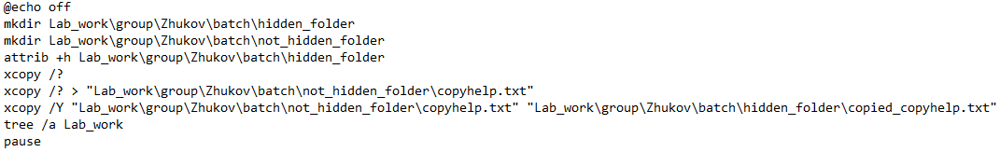 @echo off
mkdir Lab_work\group\Zhukov\batch\hidden_folder
mkdir Lab_work\group\Zhukov\batch\not_hidden_folder
attrib +h Lab_work\group\Zhukov\batch\hidden_folder
xcopy /?
xcopy /? > "Lab_work\group\Zhukov\batch\not_hidden_folder\copyhelp.txt"
xcopy /Y "Lab_work\group\Zhukov\batch\not_hidden_folder\copyhelp.txt" "Lab_work\group\Zhukov\batch\hidden_folder\copied_copyhelp.txt"
tree /a Lab_work
pause